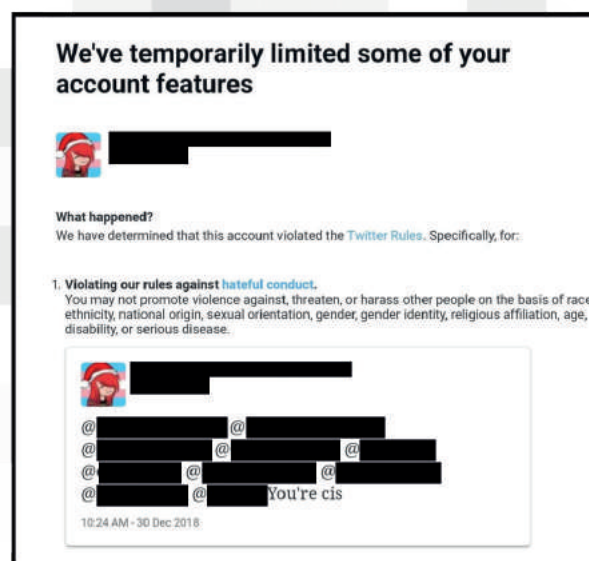 We've temporarily limited some of your
account features
What happened?
We have determined that this account violated the Twitter Rules. Specifically, for:
1. Violating our rules against hateful conduct.
You may not promote violence against, threaten, or harass other people on the basis of race
ethnicity, national origin, sexual orientation, gender, gender identity, religious affiliation, age,
disability, or serious disease.
@ @
@ @ @
@ @ @
@ @ You're cis
10:24 AM - 30 Dec 2018